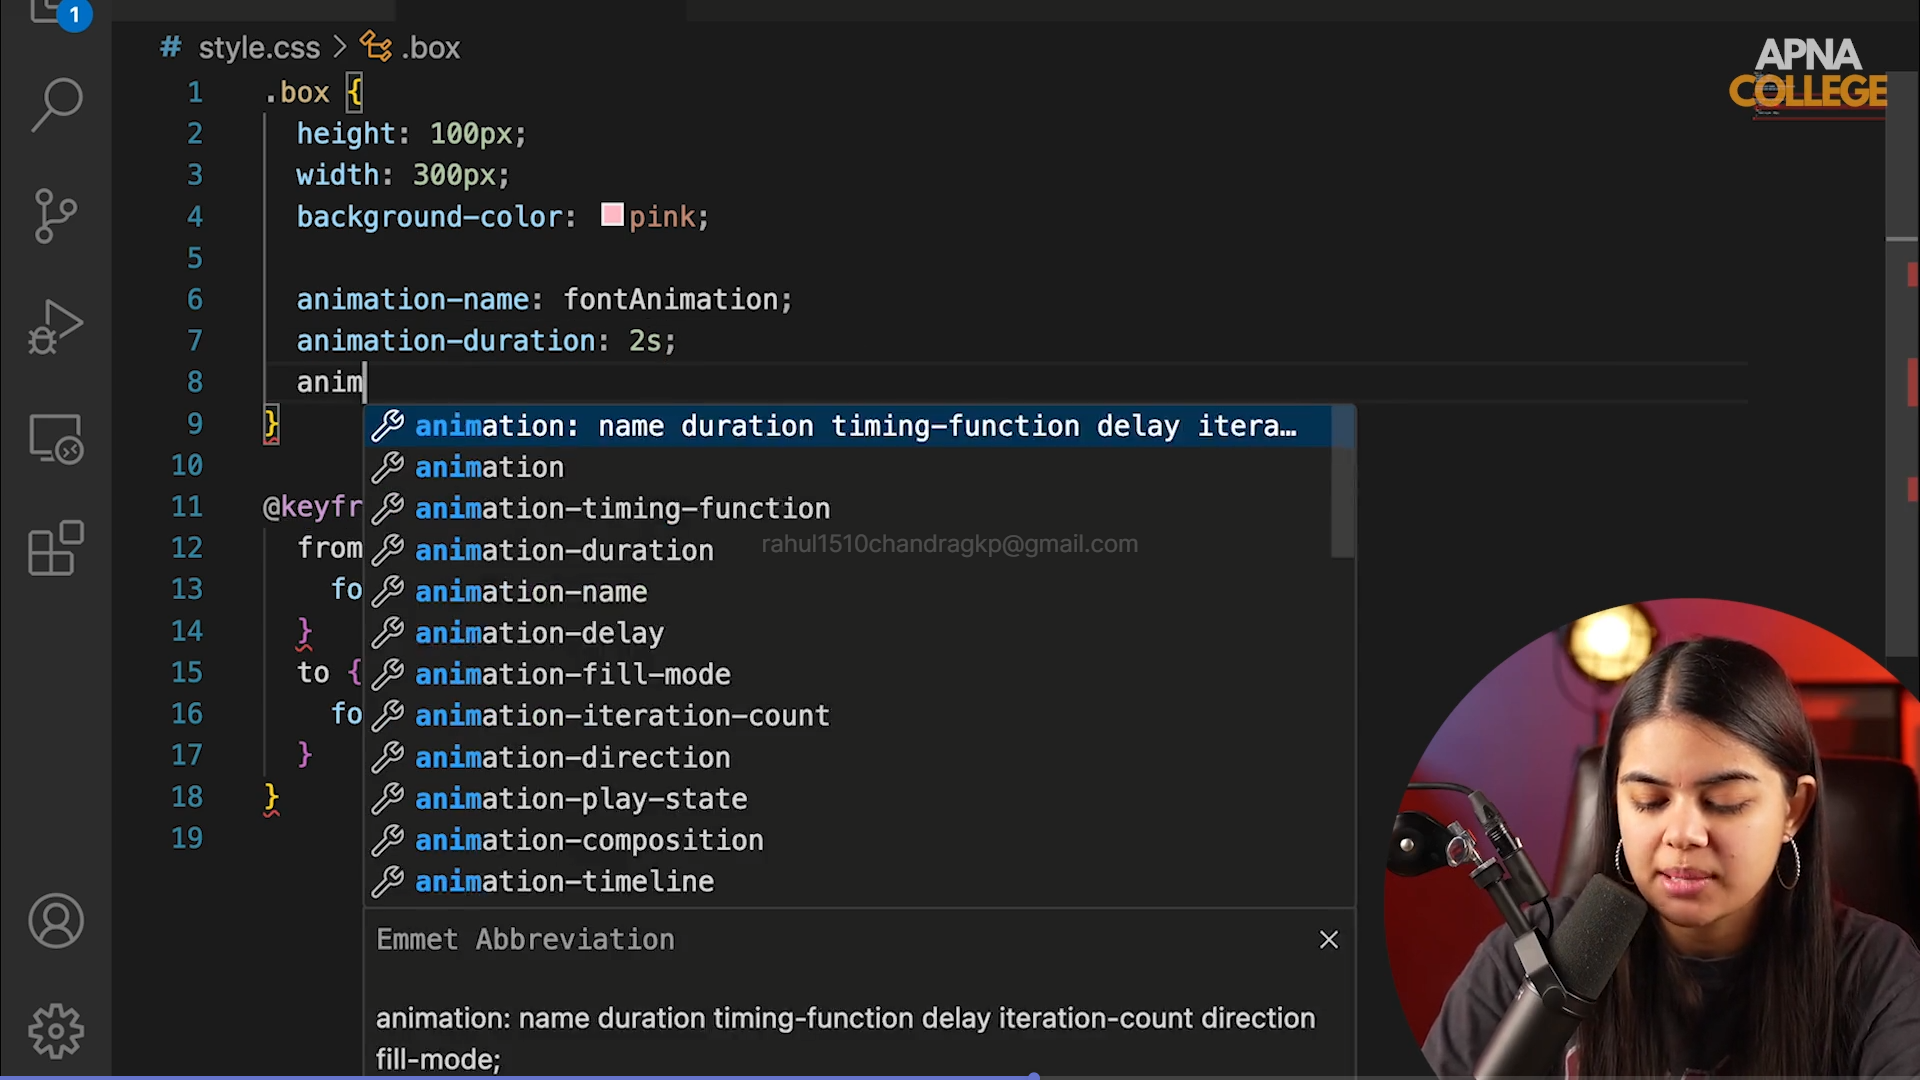 1
# style.css > .box
APNA
COLLEGE
1 .box {
2 height: 100px;
3 width: 300px;
4 background-color: pink;
5
6 animation-name: fontAnimation;
7 animation-duration: 2s;
8 anim
9 }
animation: name duration timing-function delay itera…
10
animation
11 @keyfr
animation-timing-function
12 from
animation-duration
rahul1510chandragkp@gmail.com
13 fo
animation-name
14 }
animation-delay
15 to {
animation-fill-mode
16 fo
animation-iteration-count
17 }
animation-direction
18 }
animation-play-state
19
animation-composition
animation-timeline
Emmet Abbreviation
animation: name duration timing-function delay iteration-count direction
fill-mode;